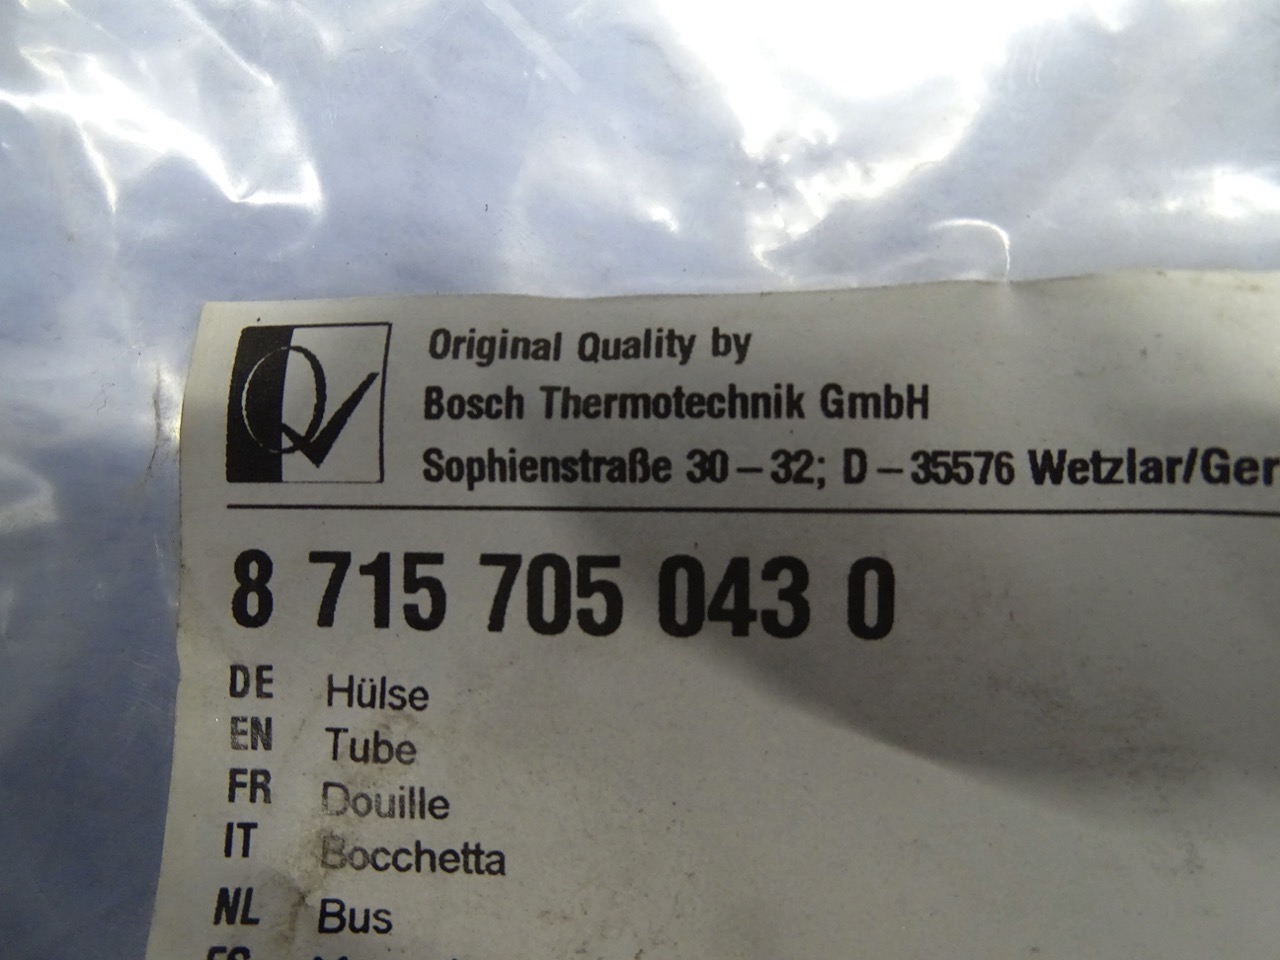 Original Quality by
Bosch Thermotechnik GmbH
Sophienstraße 30 – 32; D – 35576 Wetzlar/Ger
8 715 705 043 0
DE Hülse
EN Tube
FR Douille
IT Bocchetta
NL Bus
ES